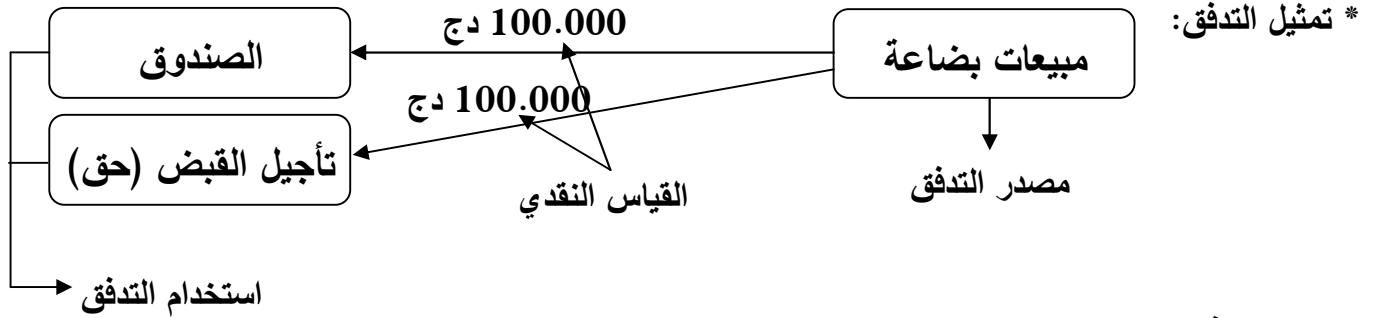 * تمثيل التدفق:
100.000 دج
مبيعات بضاعة
الصندوق
100.000 دج
تأجيل القبض (حق)
مصدر التدفق
القياس النقدي
استخدام التدفق